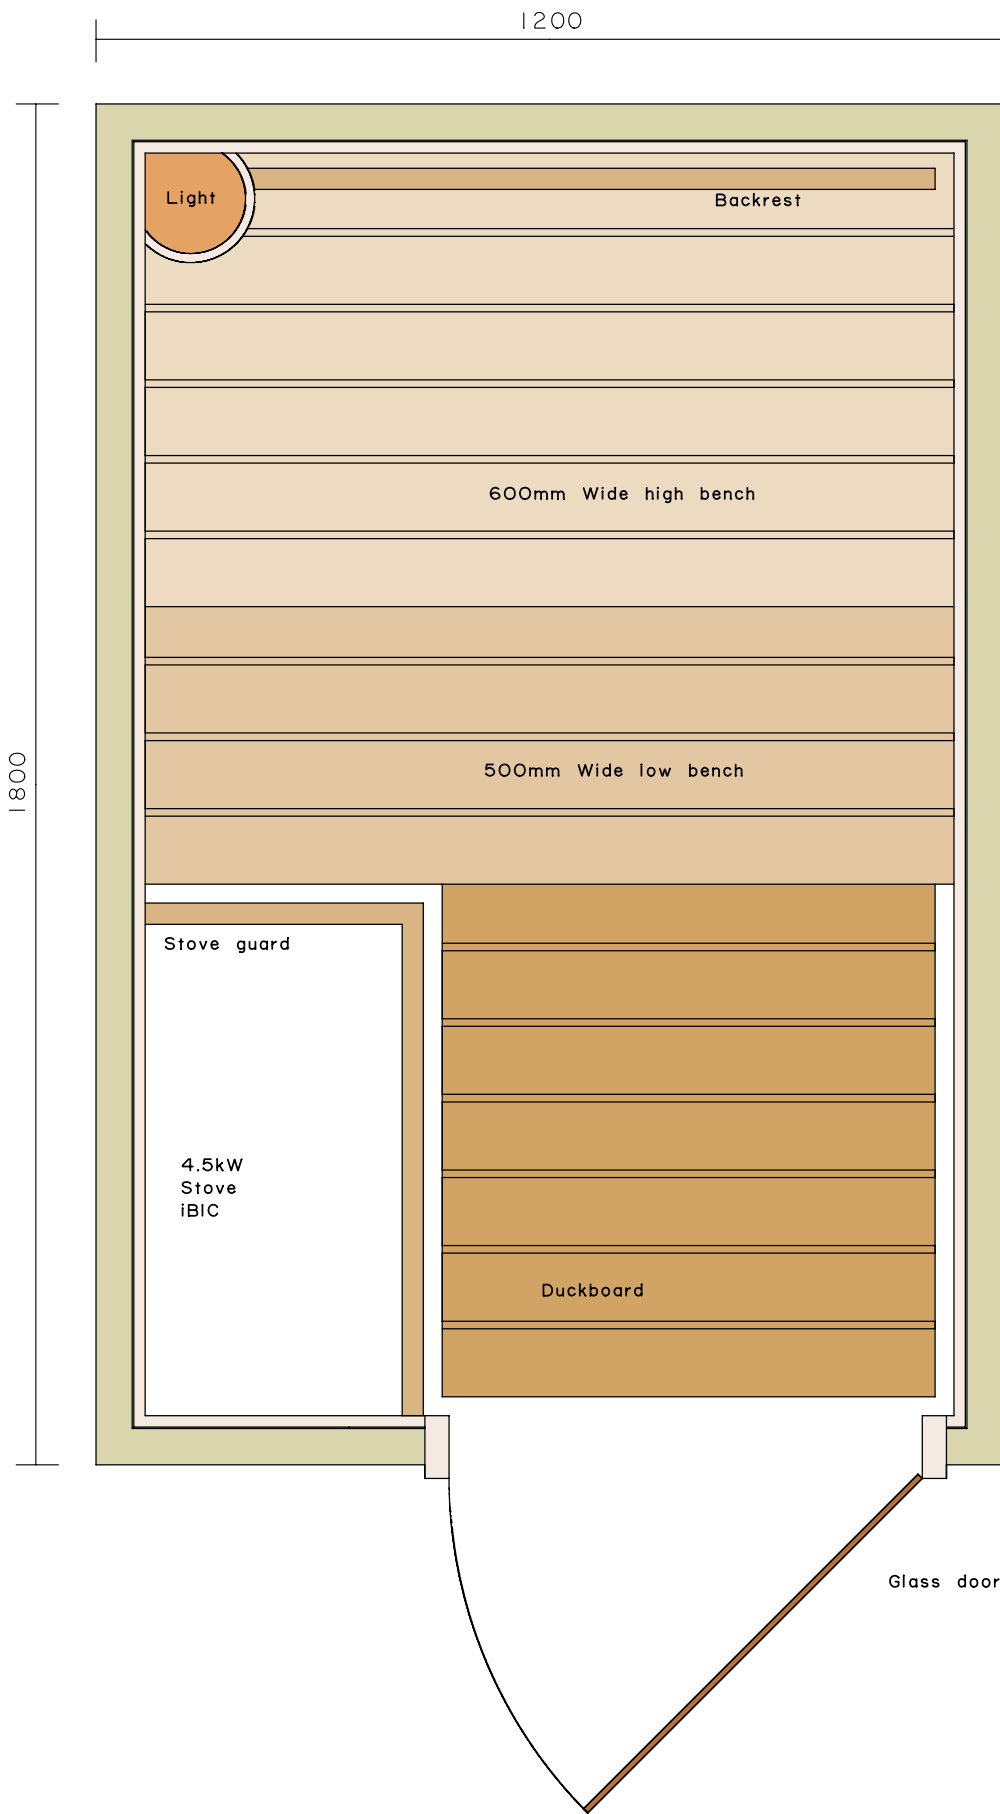 1200
Light
Backrest
600mm Wide high bench
1800
500mm Wide low bench
Stove guard
4.5kW
Stove
iBIC
Duckboard
Glass door